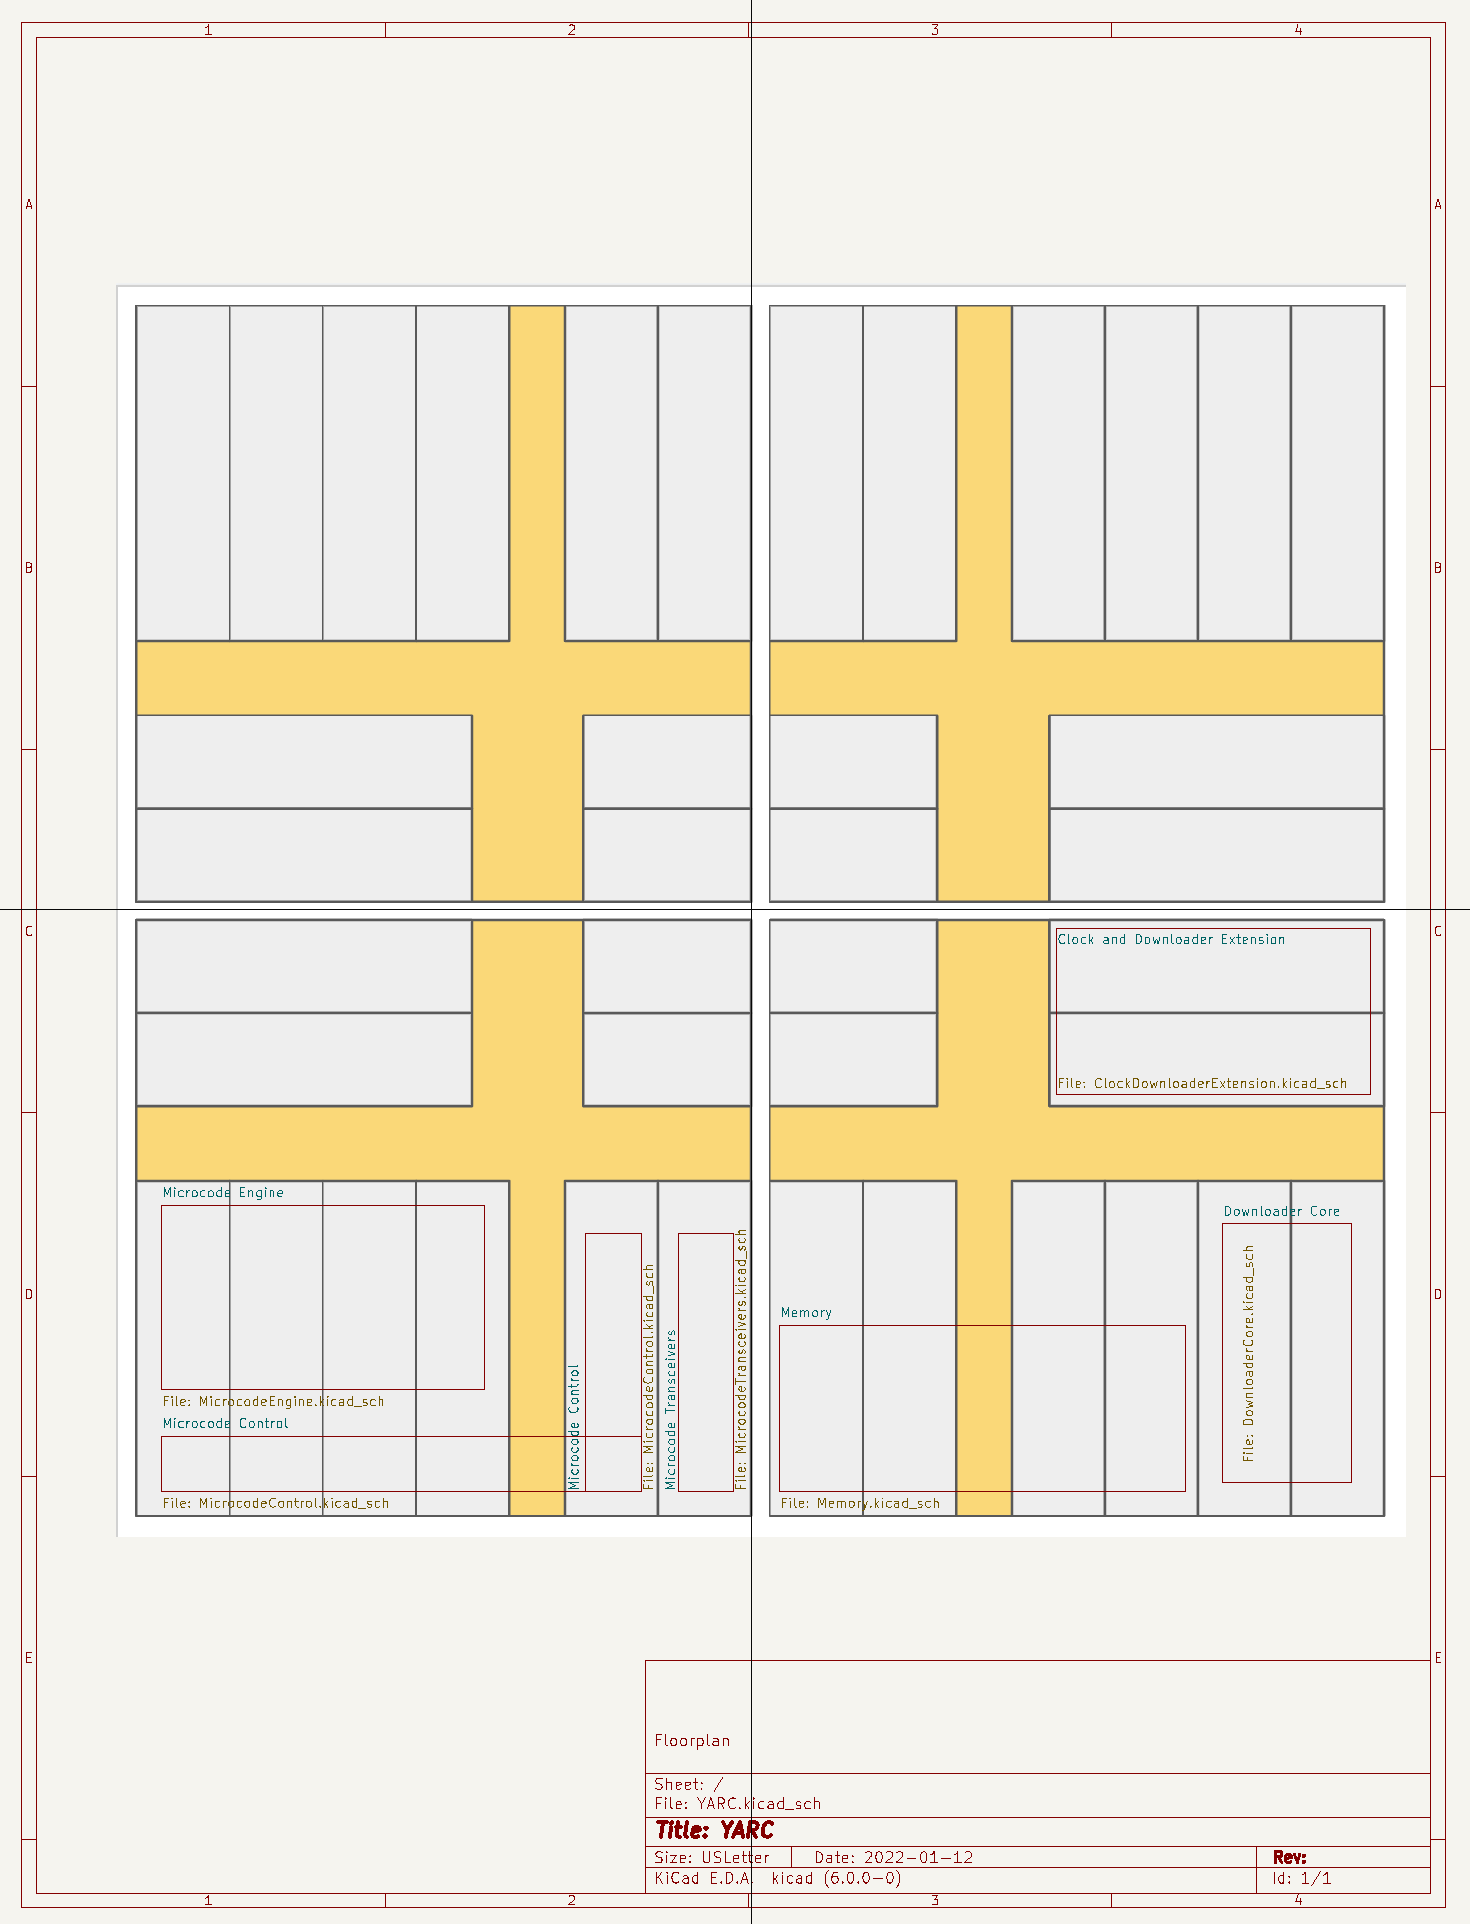 1 2 3 4
A A
B B
C C
Clock and Downloader Extension
File: ClockDownloaderExtension.kicad_sch
Microcode Engine
File: MicrocodeEngine.kicad_sch
Microcode Control
File: MicrocodeControl.kicad_sch
Microcode Control
File: MicrocodeControl.kicad_sch
Microcode Transceivers
File: MicrocodeTransceivers.kicad_sch
Memory
File: Memory.kicad_sch
Downloader Core
File: DownloaderCore.kicad_sch
D D
E E
Floorplan
Sheet: /
File: YARC.kicad_sch
Title: YARC
Size: USLetter Date: 2022-01-12 Rev:
KiCad E.D.A. kicad (6.0.0-0) Id: 1/1
1 2 3 4